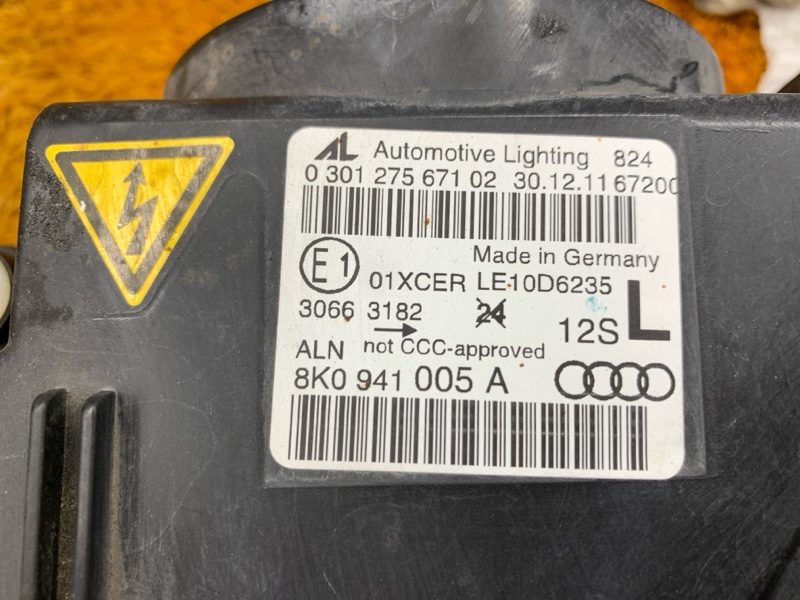 AL Automotive Lighting 824
0 301 275 671 02 30.12.11 67200
Made in Germany
E1 01XCER LE10D6235
3066 3182 24 12S L
ALN not CCC-approved
8K0 941 005 A